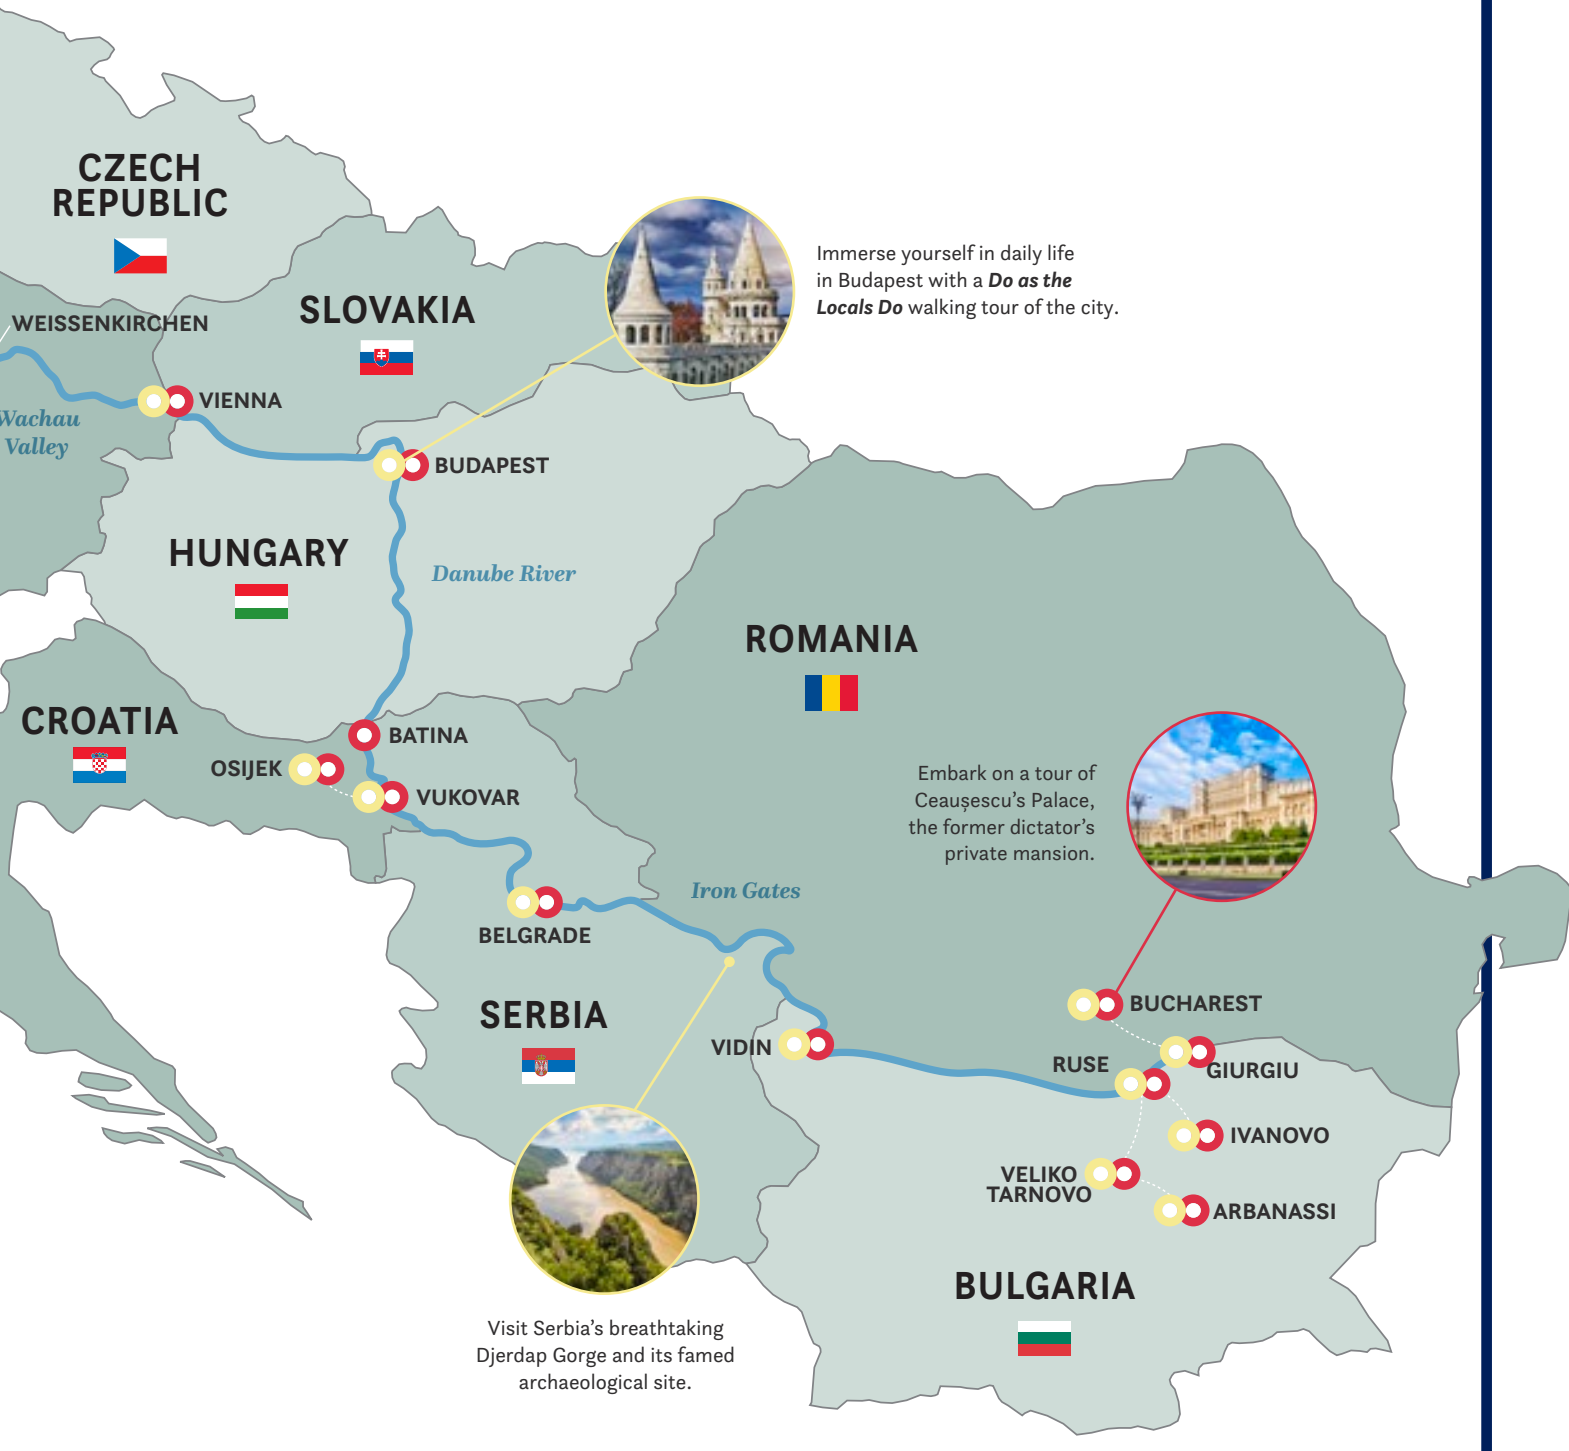 CZECH
REPUBLIC
Immerse yourself in daily life
in Budapest with a Do as the
Locals Do walking tour of the city.
SLOVAKIA
WEISSENKIRCHEN
VIENNA
Wachau
Valley
BUDAPEST
HUNGARY
Danube River
ROMANIA
CROATIA
BATINA
OSIJEK
VUKOVAR
Embark on a tour of
Ceaușescu’s Palace,
the former dictator’s
private mansion.
Iron Gates
BELGRADE
SERBIA
BUCHAREST
VIDIN
RUSE
GIURGIU
IVANOVO
VELIKO
TARNOVO
ARBANASSI
BULGARIA
Visit Serbia’s breathtaking
Djerdap Gorge and its famed
archaeological site.